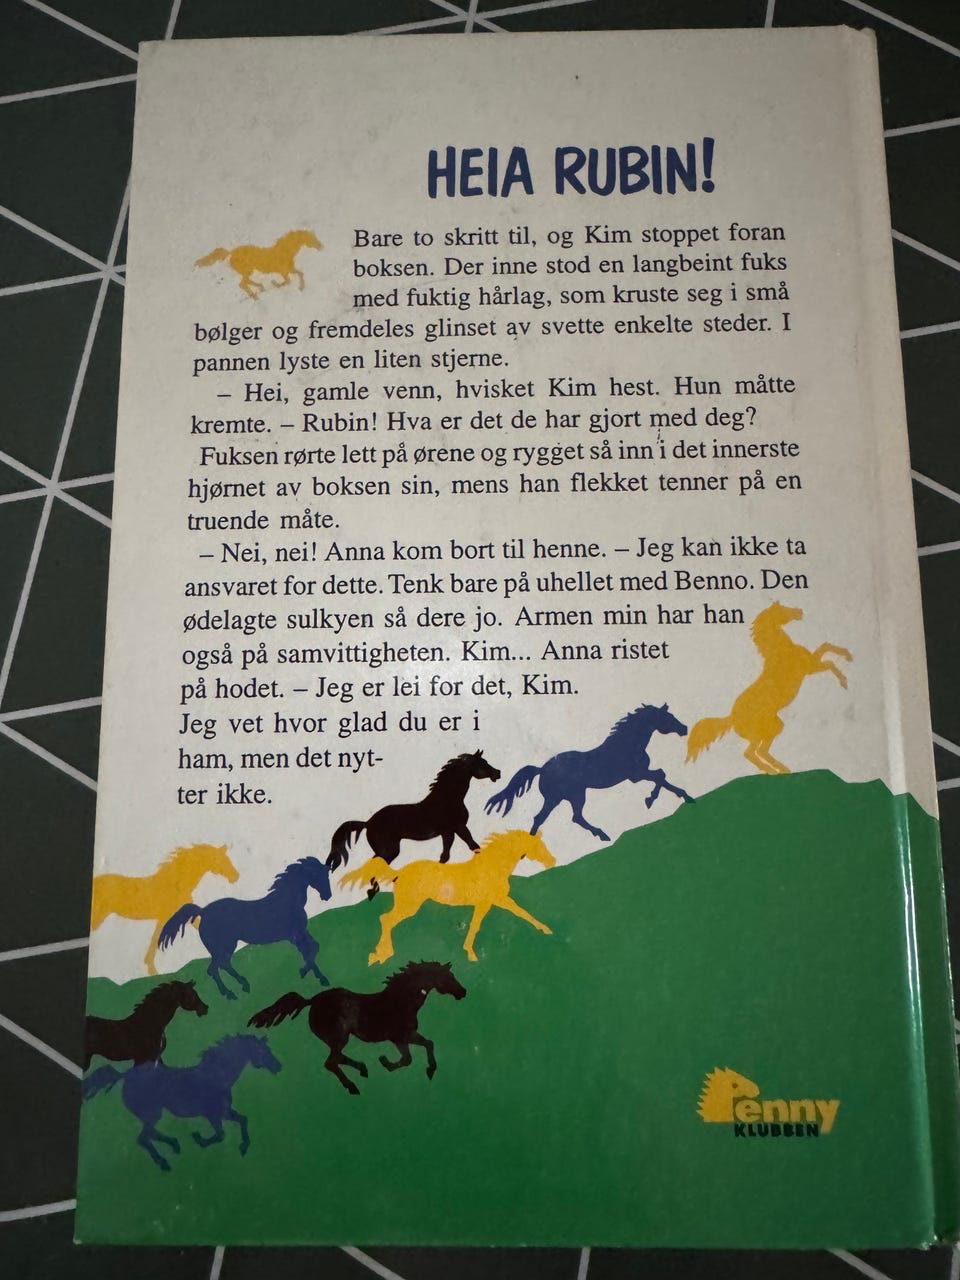 HEIA RUBIN!
Bare to skritt til, og Kim stoppet foran
boksen. Der inne stod en langbeint fuks
med fuktig hårlag, som kruste seg i små
bølger og fremdeles glinset av svette enkelte steder. I
pannen lyste en liten stjerne.
– Hei, gamle venn, hvisket Kim hest. Hun måtte
kremte. – Rubin! Hva er det de har gjort med deg?
Fuksen rørte lett på ørene og rygget så inn i det innerste
hjørnet av boksen sin, mens han flekket tenner på en
truende måte.
– Nei, nei! Anna kom bort til henne. – Jeg kan ikke ta
ansvaret for dette. Tenk bare på uhellet med Benno. Den
ødelagte sulkyen så dere jo. Armen min har han
også på samvittigheten. Kim... Anna ristet
på hodet. – Jeg er lei for det, Kim.
Jeg vet hvor glad du er i
ham, men det nyt-
ter ikke.
Penny
KLUBBEN